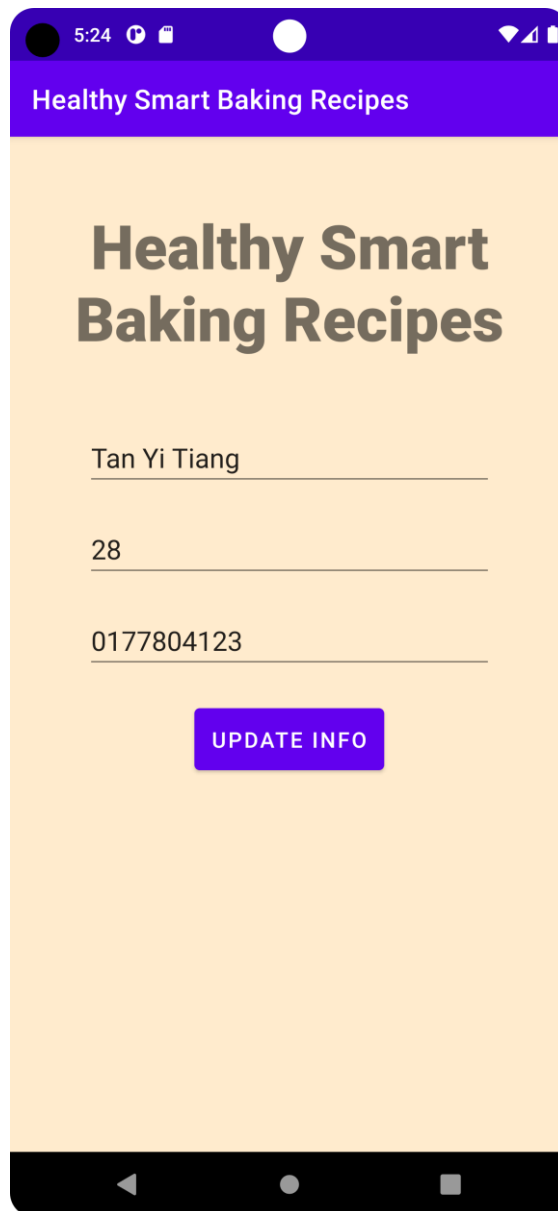 5:24
Healthy Smart Baking Recipes
Healthy Smart
Baking Recipes
Tan Yi Tiang
28
0177804123
UPDATE INFO